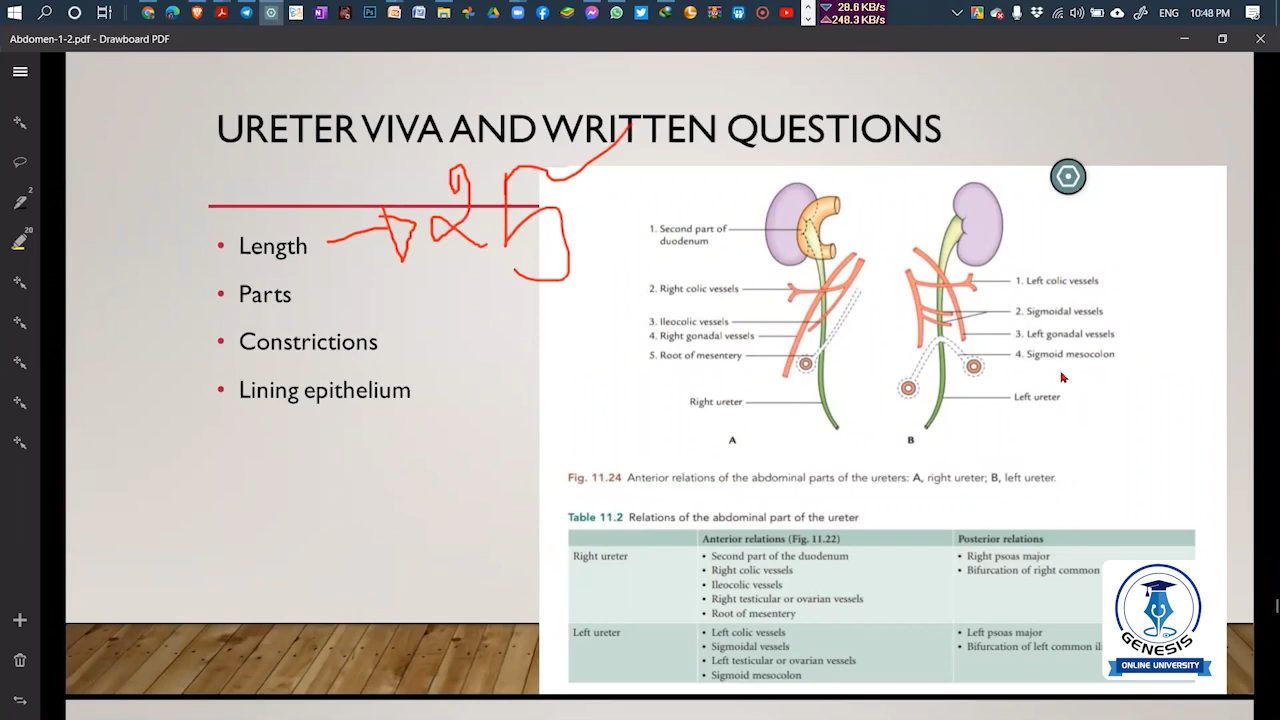 28.6 KB/s
248.3 KB/s
ENG
10:48 PM
Abdomen-1-2.pdf - Drawboard PDF
URETER VIVA AND WRITTEN QUESTIONS
• Length
25
• Parts
• Constrictions
• Lining epithelium
2
20
1. Second part of
duodenum
2. Right colic vessels
3. Ileocolic vessels
4. Right gonadal vessels
5. Root of mesentery
Right ureter
A
1. Left colic vessels
2. Sigmoidal vessels
3. Left gonadal vessels
4. Sigmoid mesocolon
Left ureter
B
Fig. 11.24 Anterior relations of the abdominal parts of the ureters: A, right ureter; B, left ureter.
Table 11.2 Relations of the abdominal part of the ureter
Anterior relations (Fig. 11.22) Posterior relations
Right ureter
• Second part of the duodenum
• Right colic vessels
• Ileocolic vessels
• Right testicular or ovarian vessels
• Root of mesentery
• Right psoas major
• Bifurcation of right common
Left ureter
• Left colic vessels
• Sigmoidal vessels
• Left testicular or ovarian vessels
• Sigmoid mesocolon
• Left psoas major
• Bifurcation of left common
GENESIS
ONLINE UNIVERSITY